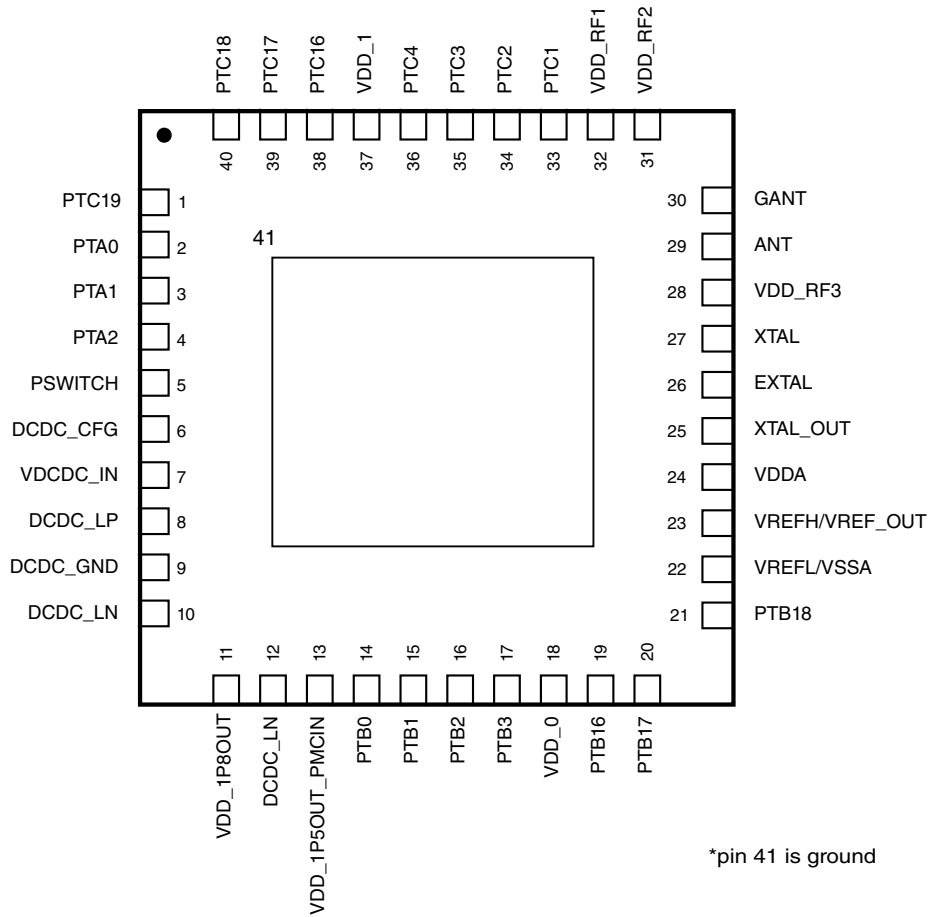 PTC18
PTC17
PTC16
VDD_1
PTC4
PTC3
PTC2
PTC1
VDD_RF1
VDD_RF2
40
39
38
37
36
35
34
33
32
31
PTC19 1
PTA0 2
PTA1 3
PTA2 4
PSWITCH 5
DCDC_CFG 6
VDCDC_IN 7
DCDC_LP 8
DCDC_GND 9
DCDC_LN 10
41
30 GANT
29 ANT
28 VDD_RF3
27 XTAL
26 EXTAL
25 XTAL_OUT
24 VDDA
23 VREFH/VREF_OUT
22 VREFL/VSSA
21 PTB18
11
12
13
14
15
16
17
18
19
20
VDD_1P8OUT
DCDC_LN
VDD_1P5OUT_PMCIN
PTB0
PTB1
PTB2
PTB3
VDD_0
PTB16
PTB17
*pin 41 is ground